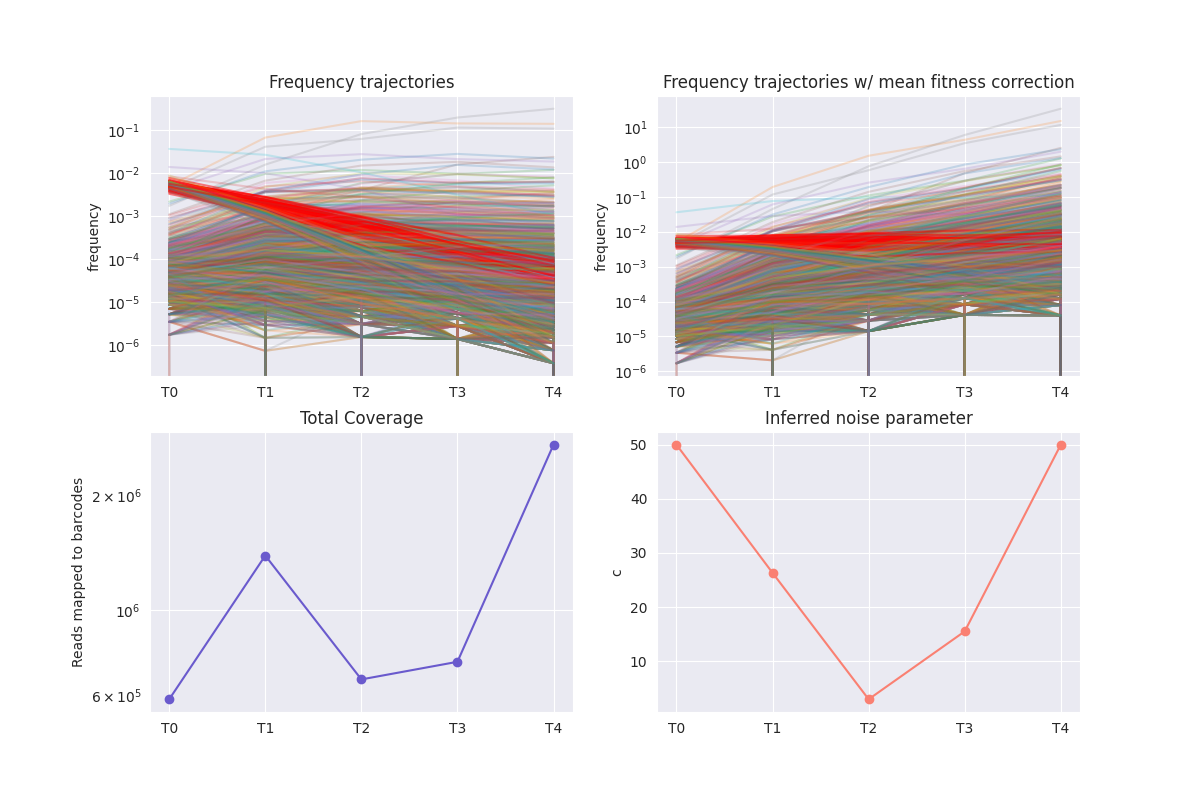 Frequency trajectories
frequency
10⁻¹
10⁻²
10⁻³
10⁻⁴
10⁻⁵
10⁻⁶
T0 T1 T2 T3 T4
Frequency trajectories w/ mean fitness correction
frequency
10¹
10⁰
10⁻¹
10⁻²
10⁻³
10⁻⁴
10⁻⁵
10⁻⁶
T0 T1 T2 T3 T4
Total Coverage
Reads mapped to barcodes
2 × 10⁶
10⁶
6 × 10⁵
T0 T1 T2 T3 T4
Inferred noise parameter
c
50
40
30
20
10
T0 T1 T2 T3 T4